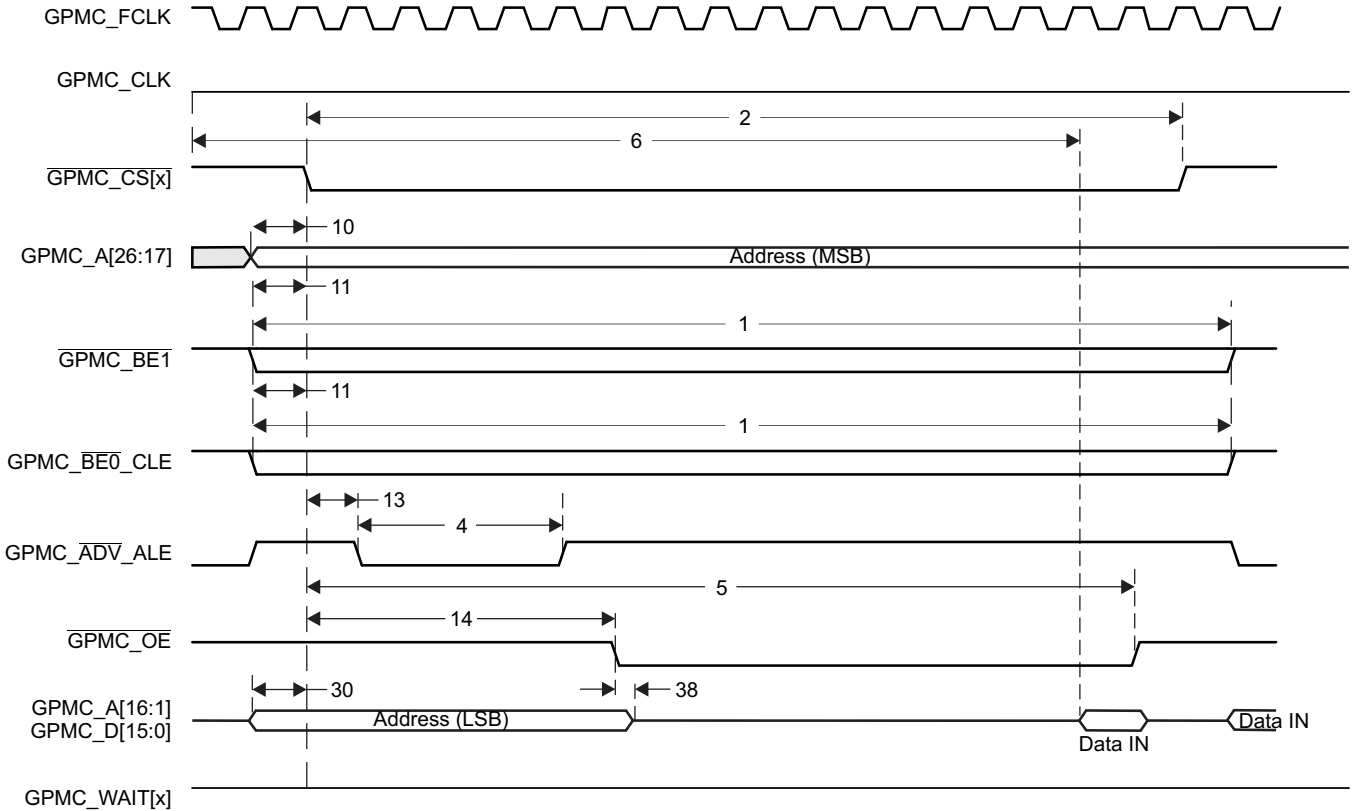 GPMC_FCLK
GPMC_CLK
2
6
GPMC_CS[x]
10
GPMC_A[26:17]
Address (MSB)
11
1
GPMC_BE1
11
1
GPMC_BE0_CLE
13
4
GPMC_ADV_ALE
5
14
GPMC_OE
30
38
GPMC_A[16:1]
GPMC_D[15:0]
Address (LSB)
Data IN
Data IN
GPMC_WAIT[x]